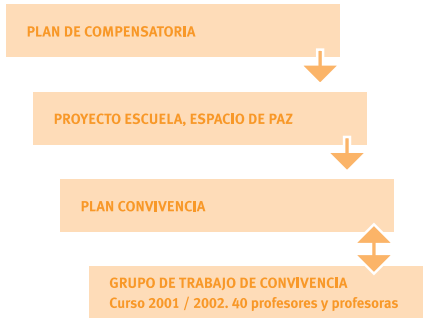 PLAN DE COMPENSATORIA
PROYECTO ESCUELA, ESPACIO DE PAZ
PLAN CONVIVENCIA
GRUPO DE TRABAJO DE CONVIVENCIA
Curso 2001 / 2002. 40 profesores y profesoras